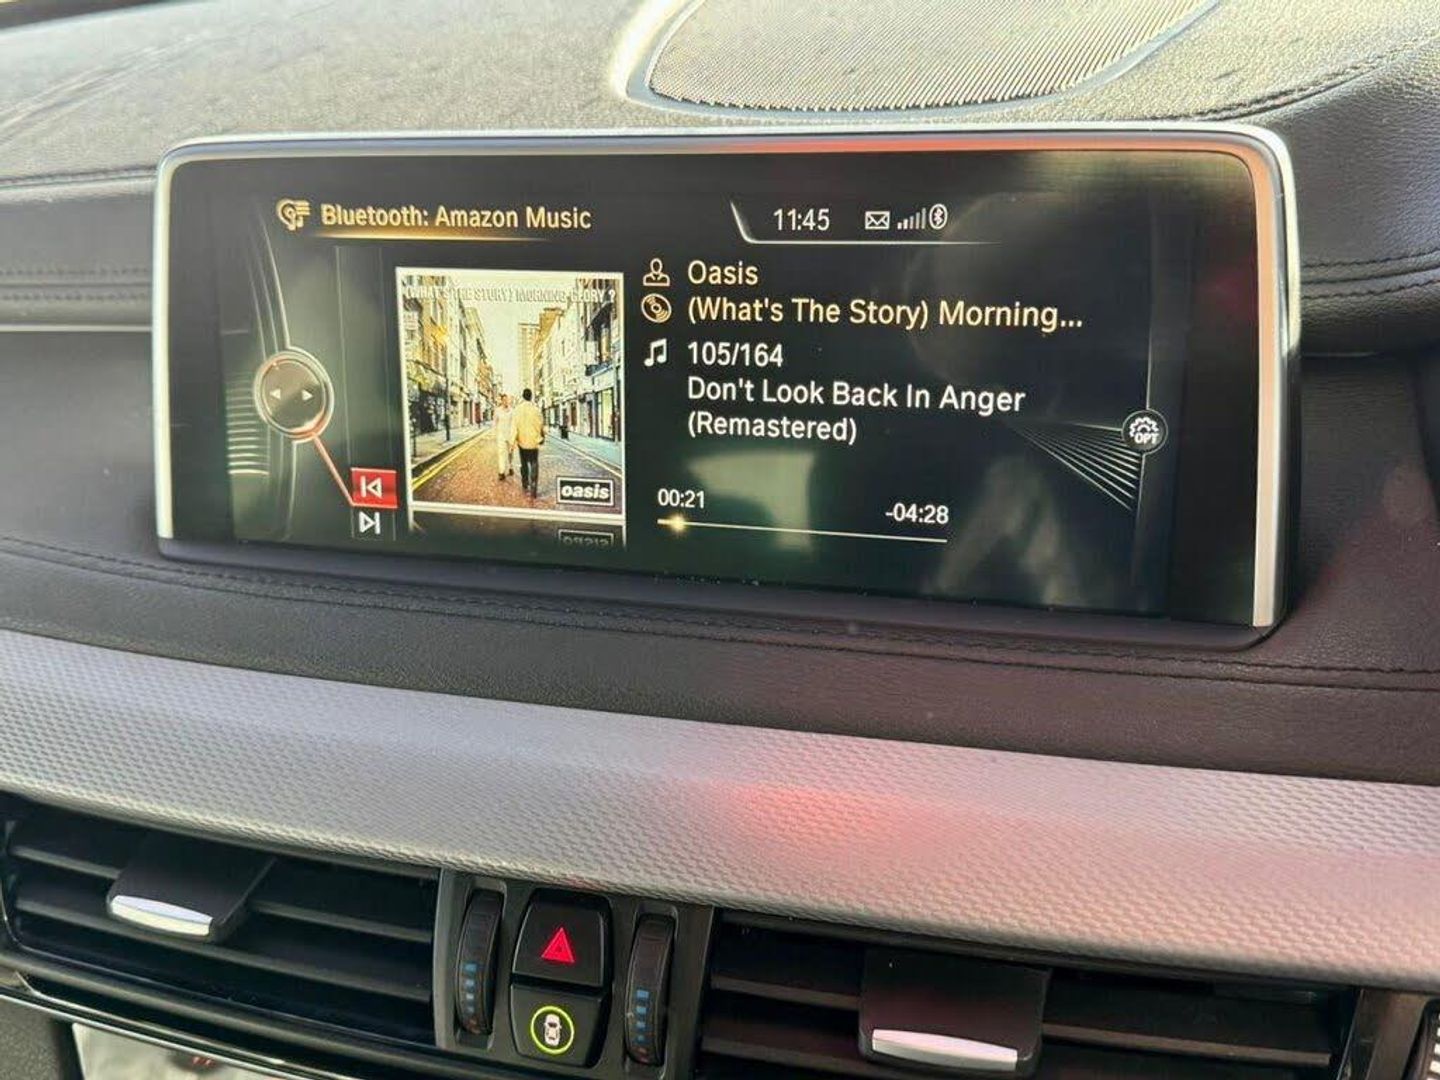 Bluetooth: Amazon Music
11:45
(WHAT'S THE STORY) MORNING GLORY ?
oasis
Oasis
(What's The Story) Morning...
105/164
Don't Look Back In Anger
(Remastered)
00:21
-04:28
OPT